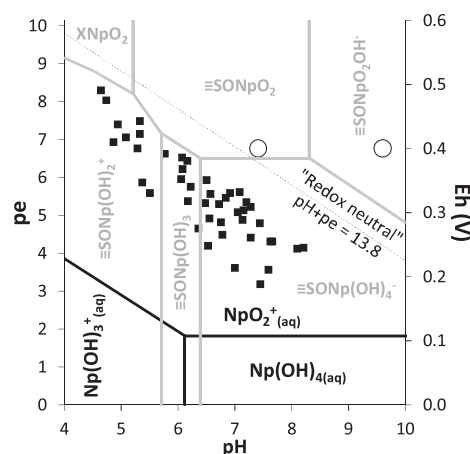 10
9
8
7
6
5
4
3
2
1
0
pe
XNpO₂
≡SONpO₂
≡SONpO₂OH⁻
≡SONp(OH)₂⁺
≡SONp(OH)₃
≡SONp(OH)₄⁻
"Redox neutral"
pH+pe = 13.8
NpO₂⁺(aq)
Np(OH)₃⁺(aq)
Np(OH)₄(aq)
0.6
0.5
0.4
0.3
0.2
0.1
0.0
Eh (V)
4 5 6 7 8 9 10
pH